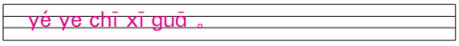 yé ye chī xī guā 。